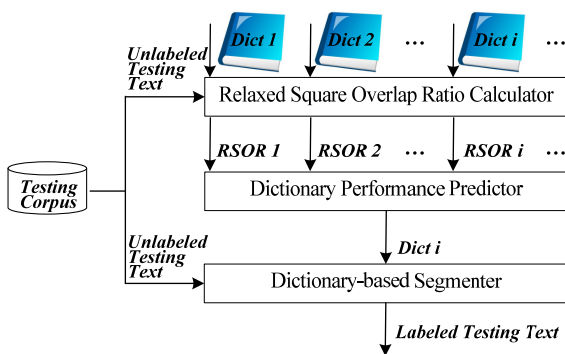 Dict 1 Dict 2 … Dict i …
Unlabeled
Testing
Text
Relaxed Square Overlap Ratio Calculator
RSOR 1 RSOR 2 … RSOR i …
Testing
Corpus
Dictionary Performance Predictor
Unlabeled
Testing
Text
Dict i
Dictionary-based Segmenter
Labeled Testing Text